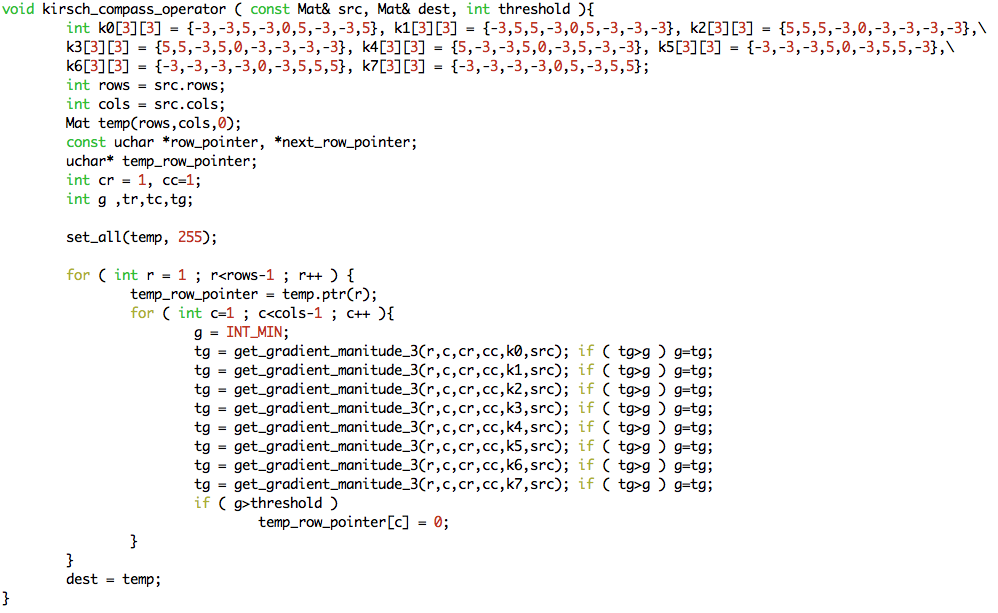 void kirsch_compass_operator ( const Mat& src, Mat& dest, int threshold ){
int k0[3][3] = {-3,-3,5,-3,0,5,-3,-3,5}, k1[3][3] = {-3,5,5,-3,0,5,-3,-3,-3}, k2[3][3] = {5,5,5,-3,0,-3,-3,-3,-3},\
k3[3][3] = {5,5,-3,5,0,-3,-3,-3,-3}, k4[3][3] = {5,-3,-3,5,0,-3,5,-3,-3}, k5[3][3] = {-3,-3,-3,5,0,-3,5,5,-3},\
k6[3][3] = {-3,-3,-3,-3,0,-3,5,5,5}, k7[3][3] = {-3,-3,-3,-3,0,5,-3,5,5};
int rows = src.rows;
int cols = src.cols;
Mat temp(rows,cols,0);
const uchar *row_pointer, *next_row_pointer;
uchar* temp_row_pointer;
int cr = 1, cc=1;
int g ,tr,tc,tg;
set_all(temp, 255);
for ( int r = 1 ; r<rows-1 ; r++ ) {
temp_row_pointer = temp.ptr(r);
for ( int c=1 ; c<cols-1 ; c++ ){
g = INT_MIN;
tg = get_gradient_manitude_3(r,c,cr,cc,k0,src); if ( tg>g ) g=tg;
tg = get_gradient_manitude_3(r,c,cr,cc,k1,src); if ( tg>g ) g=tg;
tg = get_gradient_manitude_3(r,c,cr,cc,k2,src); if ( tg>g ) g=tg;
tg = get_gradient_manitude_3(r,c,cr,cc,k3,src); if ( tg>g ) g=tg;
tg = get_gradient_manitude_3(r,c,cr,cc,k4,src); if ( tg>g ) g=tg;
tg = get_gradient_manitude_3(r,c,cr,cc,k5,src); if ( tg>g ) g=tg;
tg = get_gradient_manitude_3(r,c,cr,cc,k6,src); if ( tg>g ) g=tg;
tg = get_gradient_manitude_3(r,c,cr,cc,k7,src); if ( tg>g ) g=tg;
if ( g>threshold )
temp_row_pointer[c] = 0;
}
}
dest = temp;
}